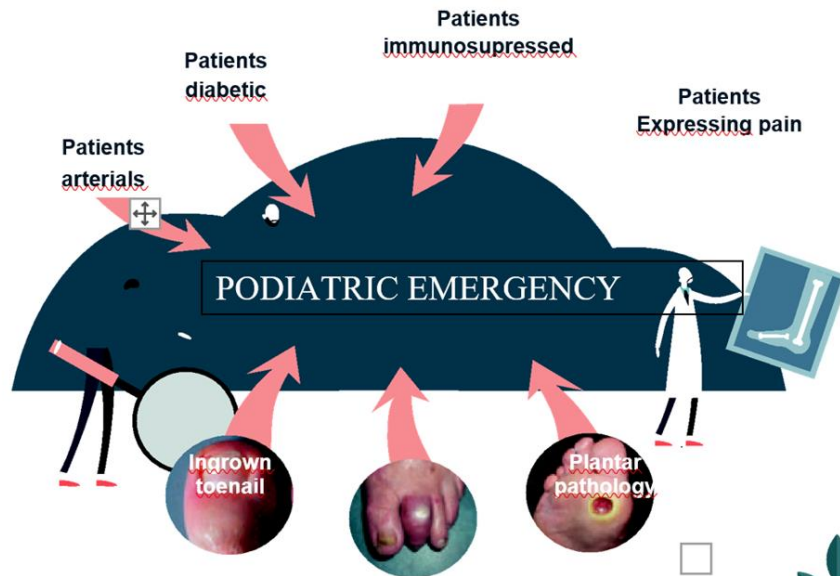 Patients
immunosupressed
Patients
diabetic
Patients
Expressing pain
Patients
arterials
PODIATRIC EMERGENCY
Ingrown
toenail
Plantar
pathology